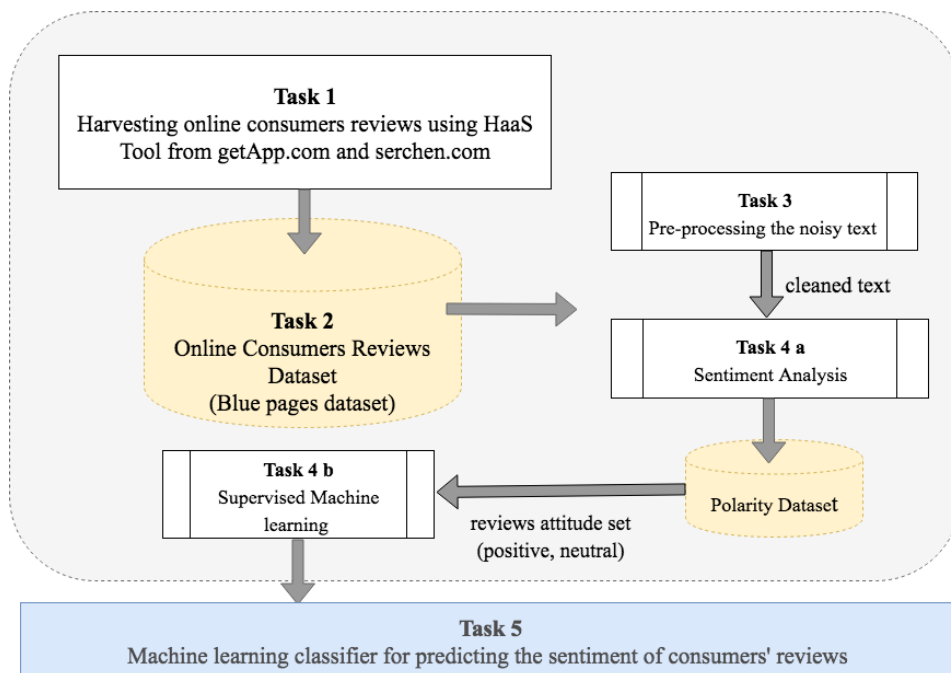 Task 1
Harvesting online consumers reviews using HaaS
Tool from getApp.com and serchen.com
Task 2
Online Consumers Reviews
Dataset
(Blue pages dataset)
Task 3
Pre-processing the noisy text
cleaned text
Task 4 a
Sentiment Analysis
Polarity Dataset
reviews attitude set
(positive, neutral)
Task 4 b
Supervised Machine
learning
Task 5
Machine learning classifier for predicting the sentiment of consumers' reviews